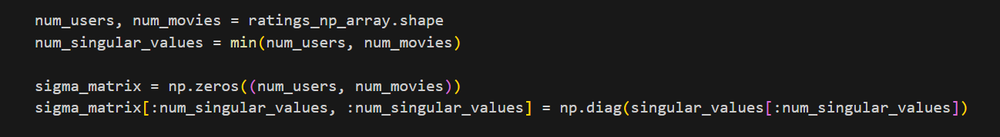 num_users, num_movies = ratings_np_array.shape
num_singular_values = min(num_users, num_movies)
sigma_matrix = np.zeros((num_users, num_movies))
sigma_matrix[:num_singular_values, :num_singular_values] = np.diag(singular_values[:num_singular_values])